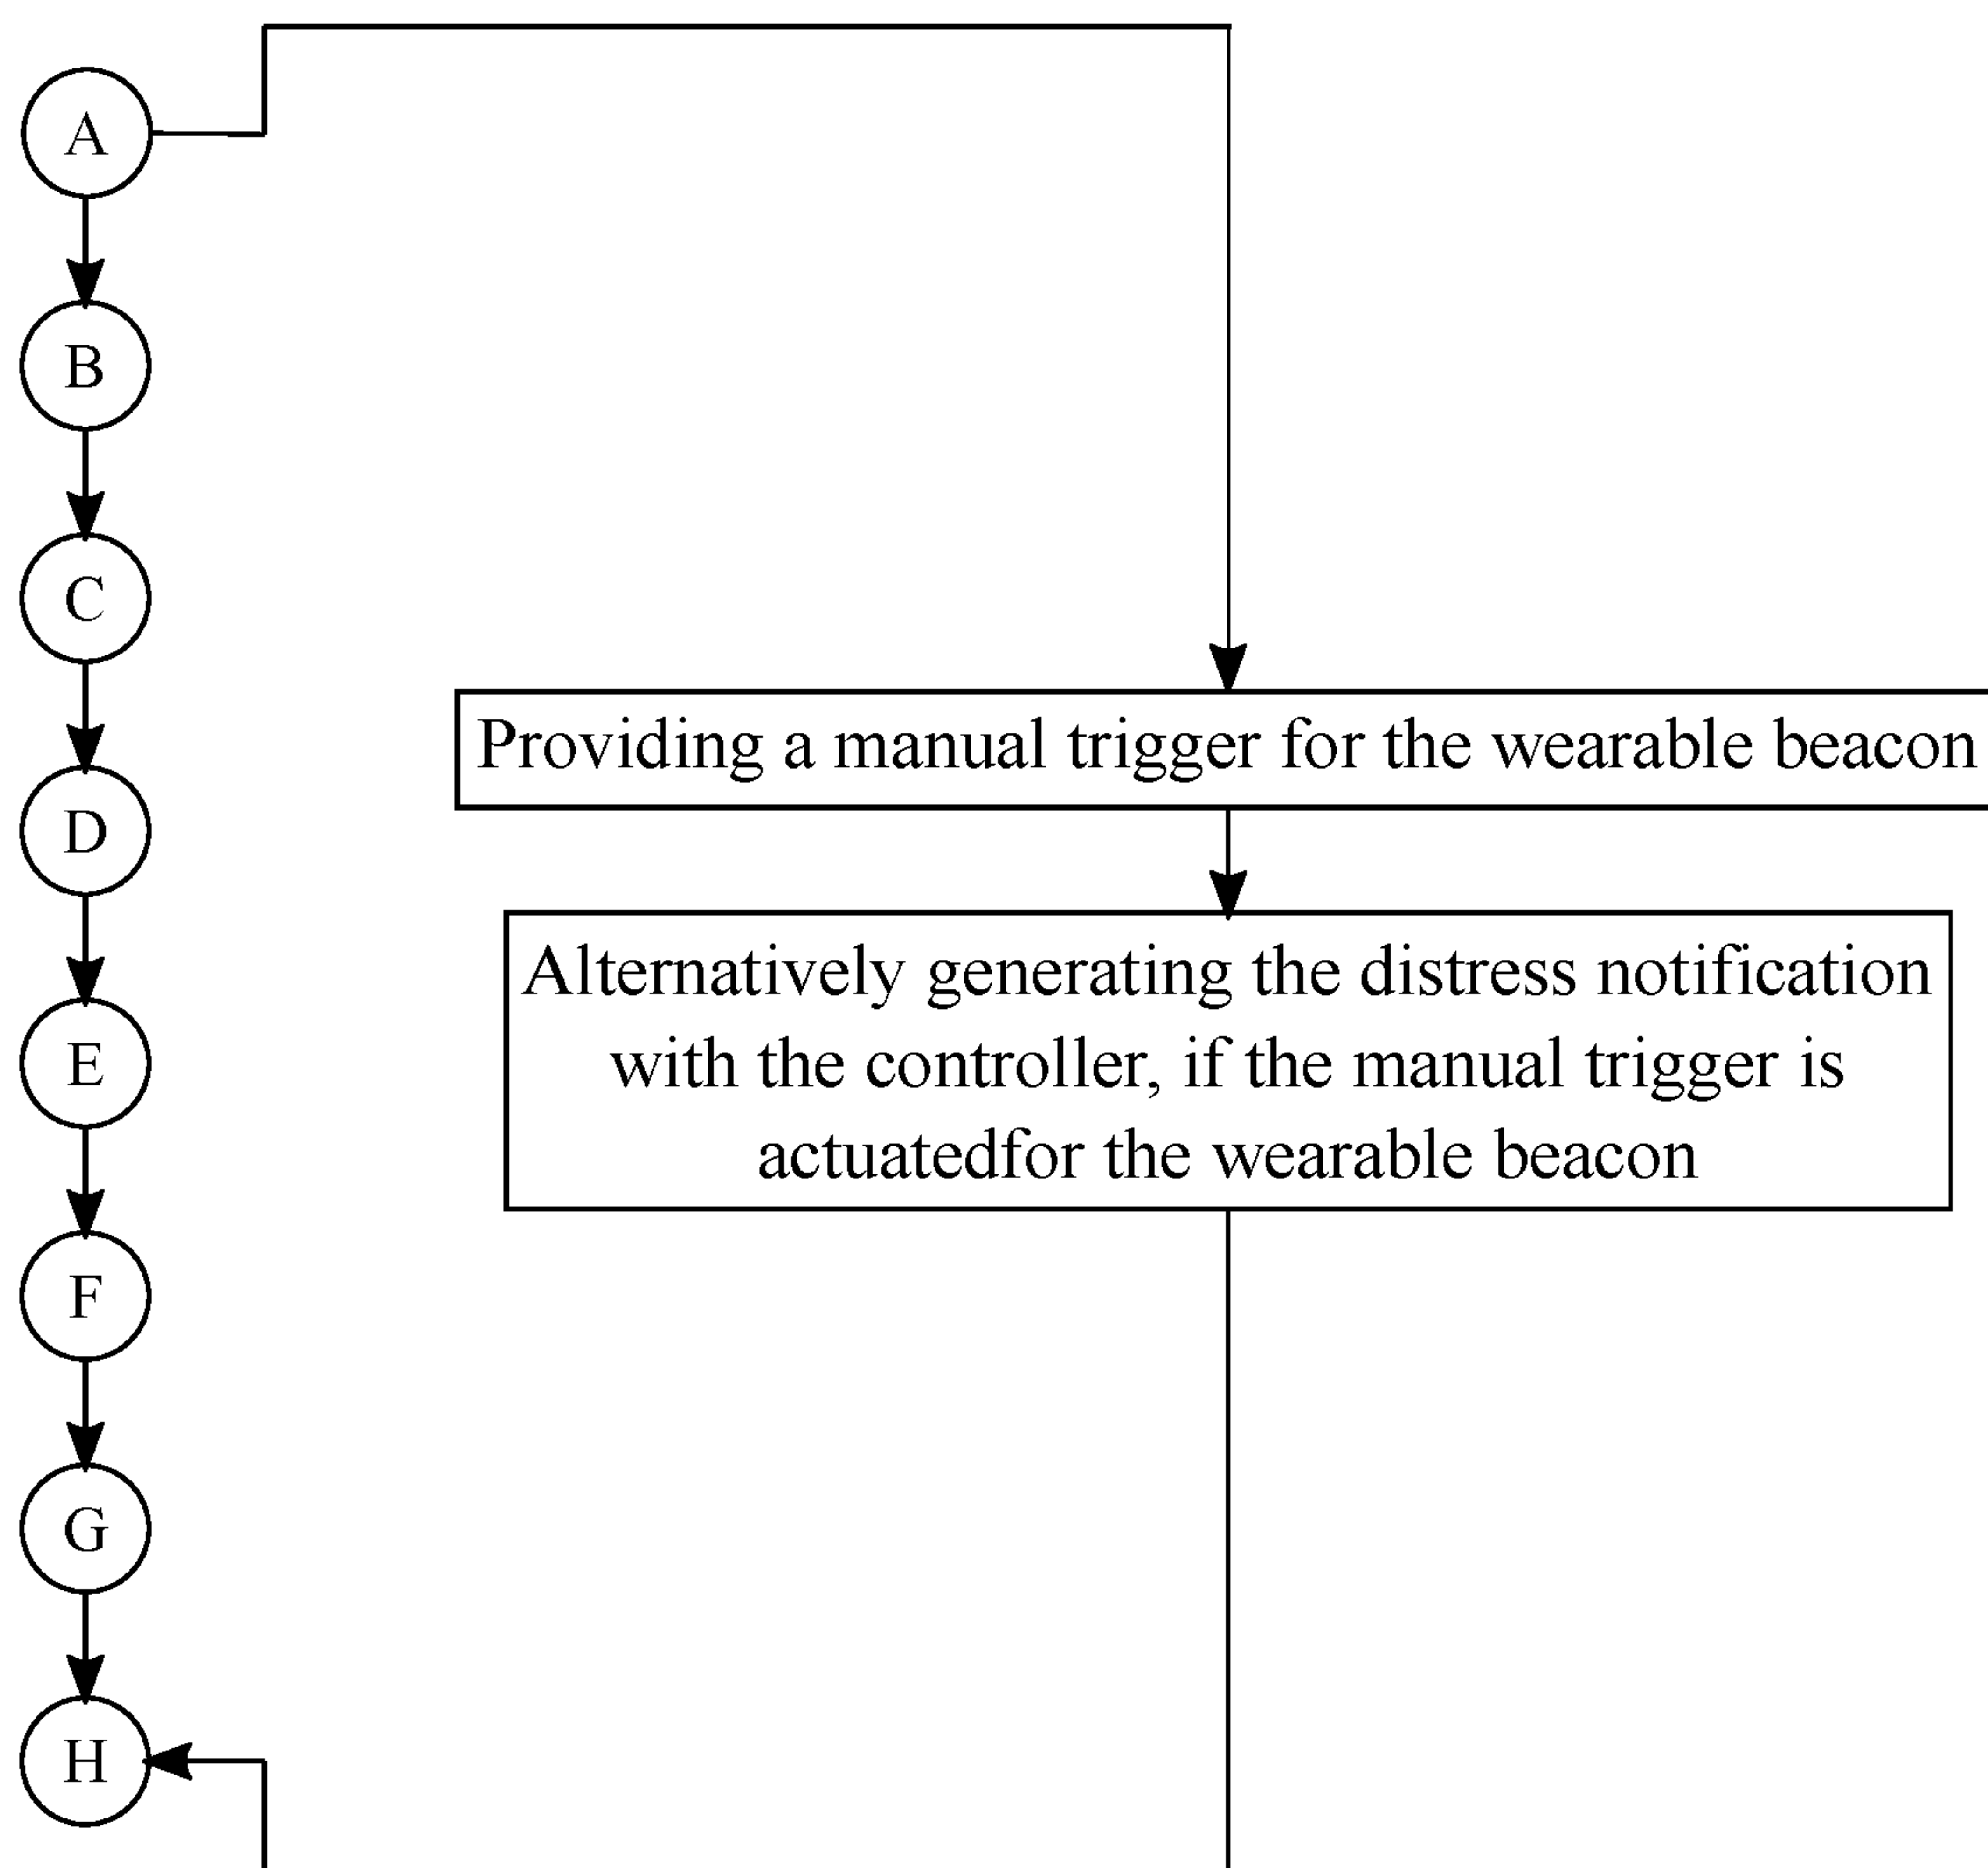 A
B
C
D
E
F
G
H
Providing a manual trigger for the wearable beacon
Alternatively generating the distress notification
with the controller, if the manual trigger is
actuatedfor the wearable beacon